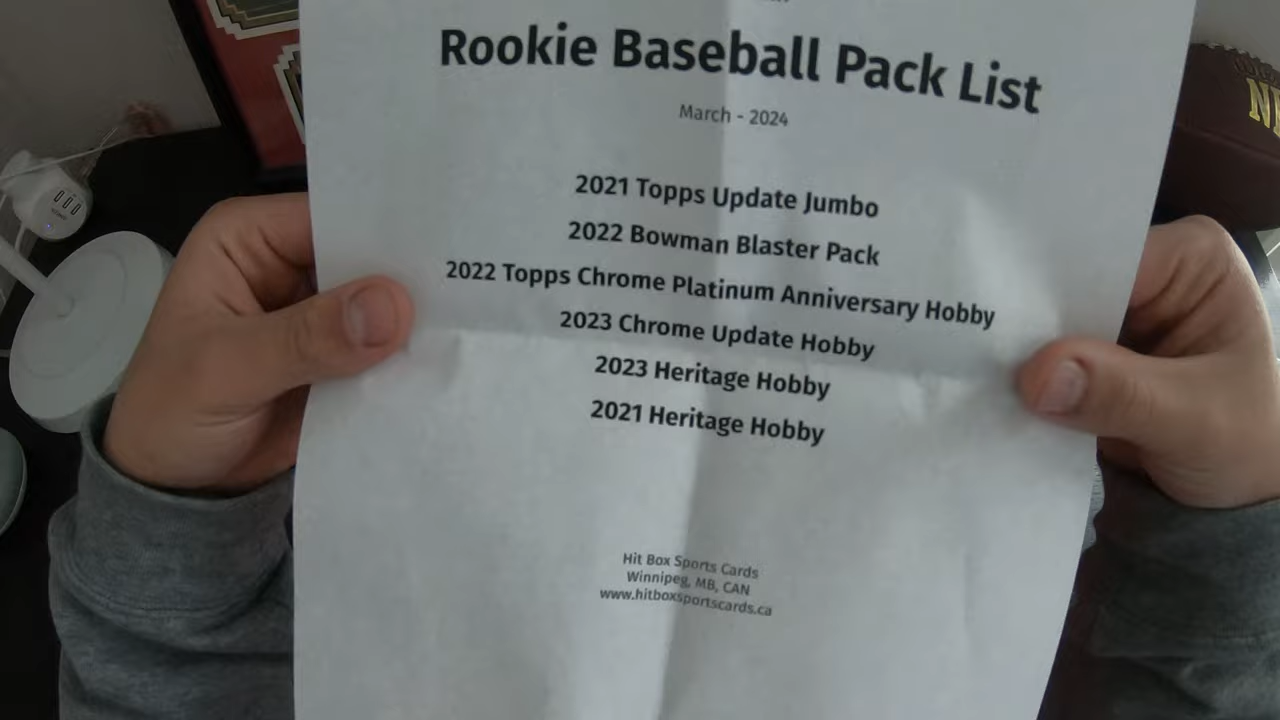 Rookie Baseball Pack List
March - 2024
2021 Topps Update Jumbo
2022 Bowman Blaster Pack
2022 Topps Chrome Platinum Anniversary Hobby
2023 Chrome Update Hobby
2023 Heritage Hobby
2021 Heritage Hobby
Hit Box Sports Cards
Winnipeg, MB, CAN
www.hitboxsportscards.ca